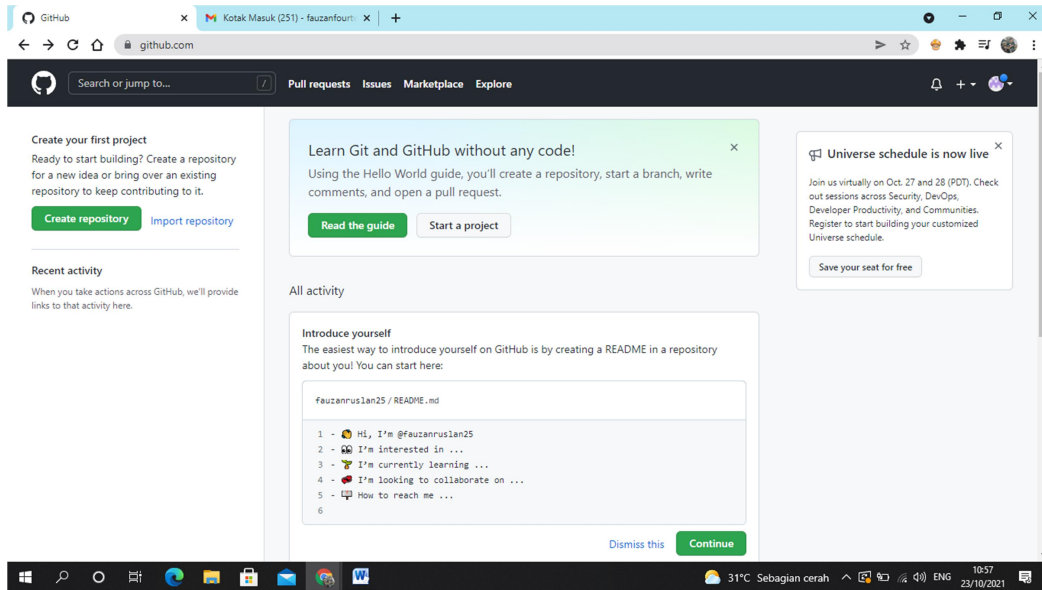 GitHub
Kotak Masuk (251) - fauzanfourt
github.com
Search or jump to...
/
Pull requests Issues Marketplace Explore
Create your first project
Ready to start building? Create a repository
for a new idea or bring over an existing
repository to keep contributing to it.
Create repository
Import repository
Recent activity
When you take actions across GitHub, we'll provide
links to that activity here.
Learn Git and GitHub without any code!
Using the Hello World guide, you'll create a repository, start a branch, write
comments, and open a pull request.
Read the guide
Start a project
All activity
Introduce yourself
The easiest way to introduce yourself on GitHub is by creating a README in a repository
about you! You can start here:
fauzanruslan25 / README.md
1 - 👋 Hi, I'm @fauzanruslan25
2 - 👀 I'm interested in ...
3 - 🌱 I'm currently learning ...
4 - 💞️ I'm looking to collaborate on ...
5 - 📫 How to reach me ...
6
Dismiss this
Continue
Universe schedule is now live
Join us virtually on Oct. 27 and 28 (PDT). Check
out sessions across Security, DevOps,
Developer Productivity, and Communities.
Register to start building your customized
Universe schedule.
Save your seat for free
31°C Sebagian cerah
ENG
10:57
23/10/2021